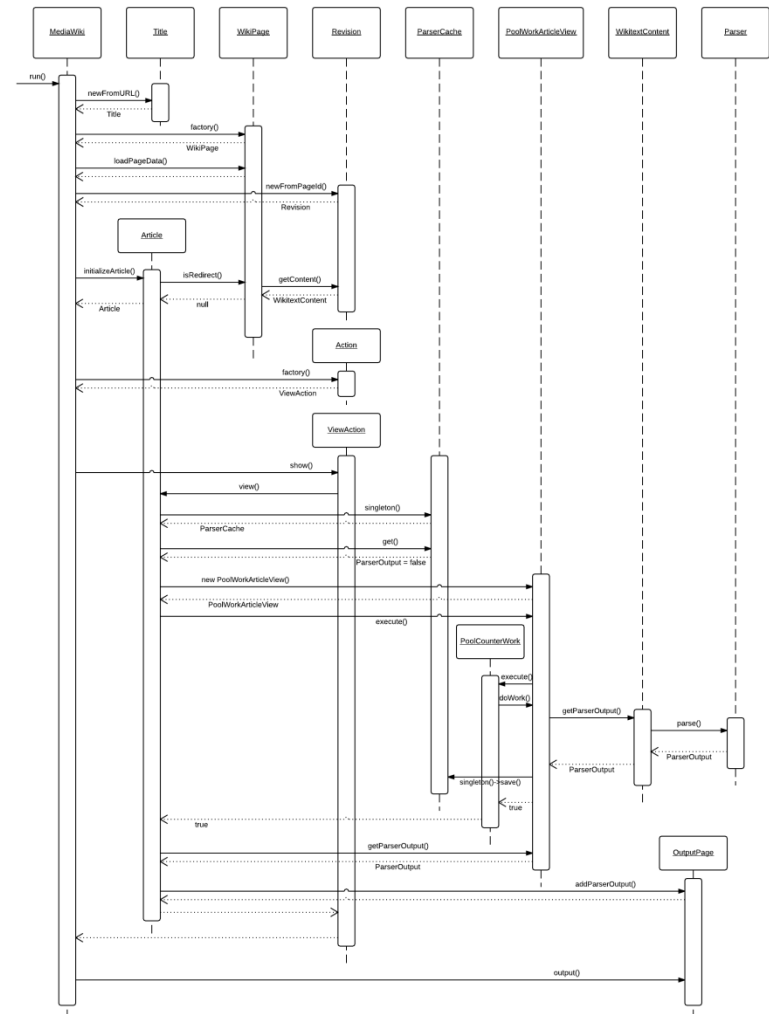 MediaWiki
Title
WikiPage
Revision
ParserCache
PoolWorkArticleView
WikitextContent
Parser
run()
newFromURL()
Title
factory()
WikiPage
loadPageData()
newFromPageId()
Revision
Article
initializeArticle()
isRedirect()
getContent()
WikitextContent
null
Article
Action
factory()
ViewAction
ViewAction
show()
view()
singleton()
ParserCache
get()
ParserOutput = false
new PoolWorkArticleView()
PoolWorkArticleView
execute()
PoolCounterWork
execute()
doWork()
getParserOutput()
parse()
ParserOutput
ParserOutput
singleton()->save()
true
true
getParserOutput()
ParserOutput
OutputPage
addParserOutput()
output()